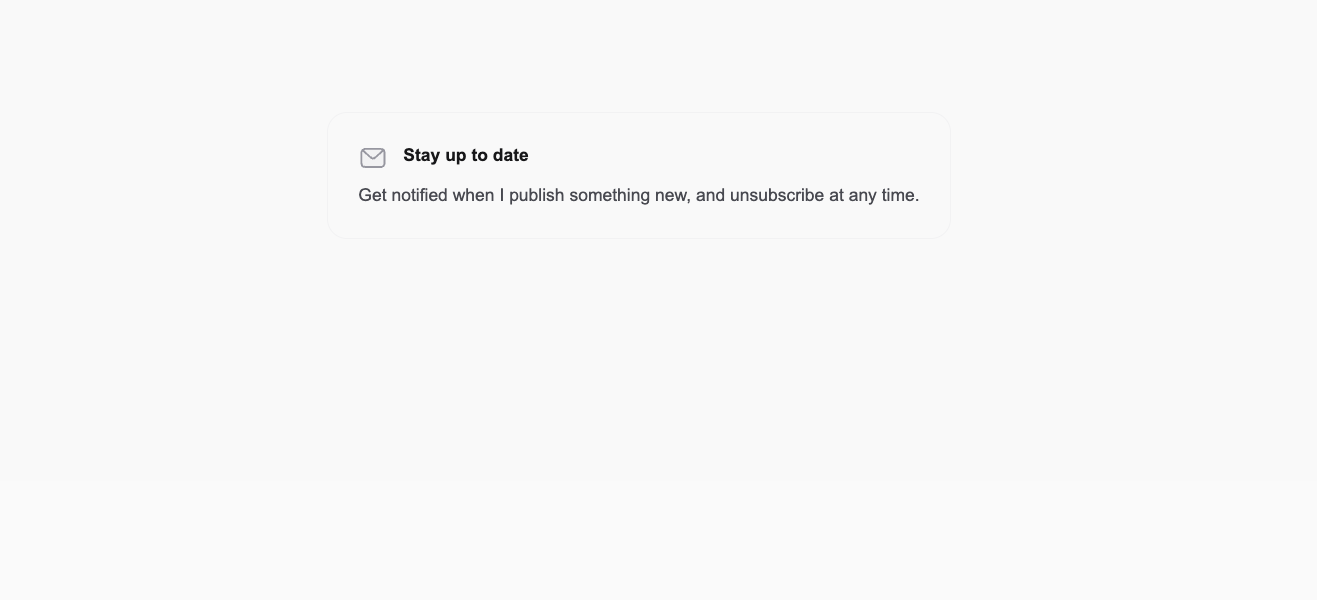 Stay up to date
Get notified when I publish something new, and unsubscribe at any time.